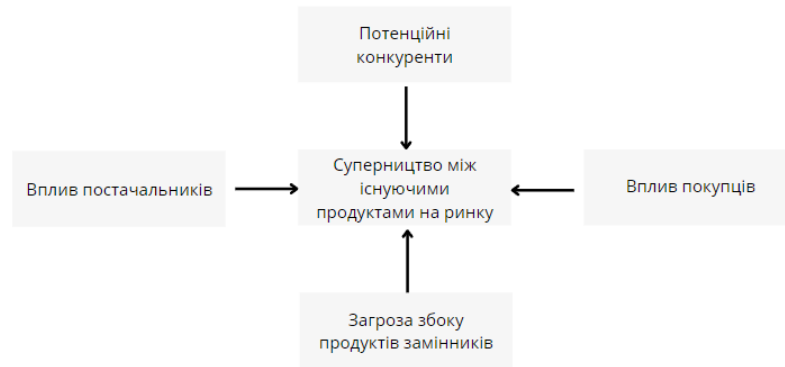 Потенційні
конкуренти
Суперництво між
існуючими
продуктами на ринку
Вплив постачальників
Вплив покупців
Загроза збоку
продуктів замінників